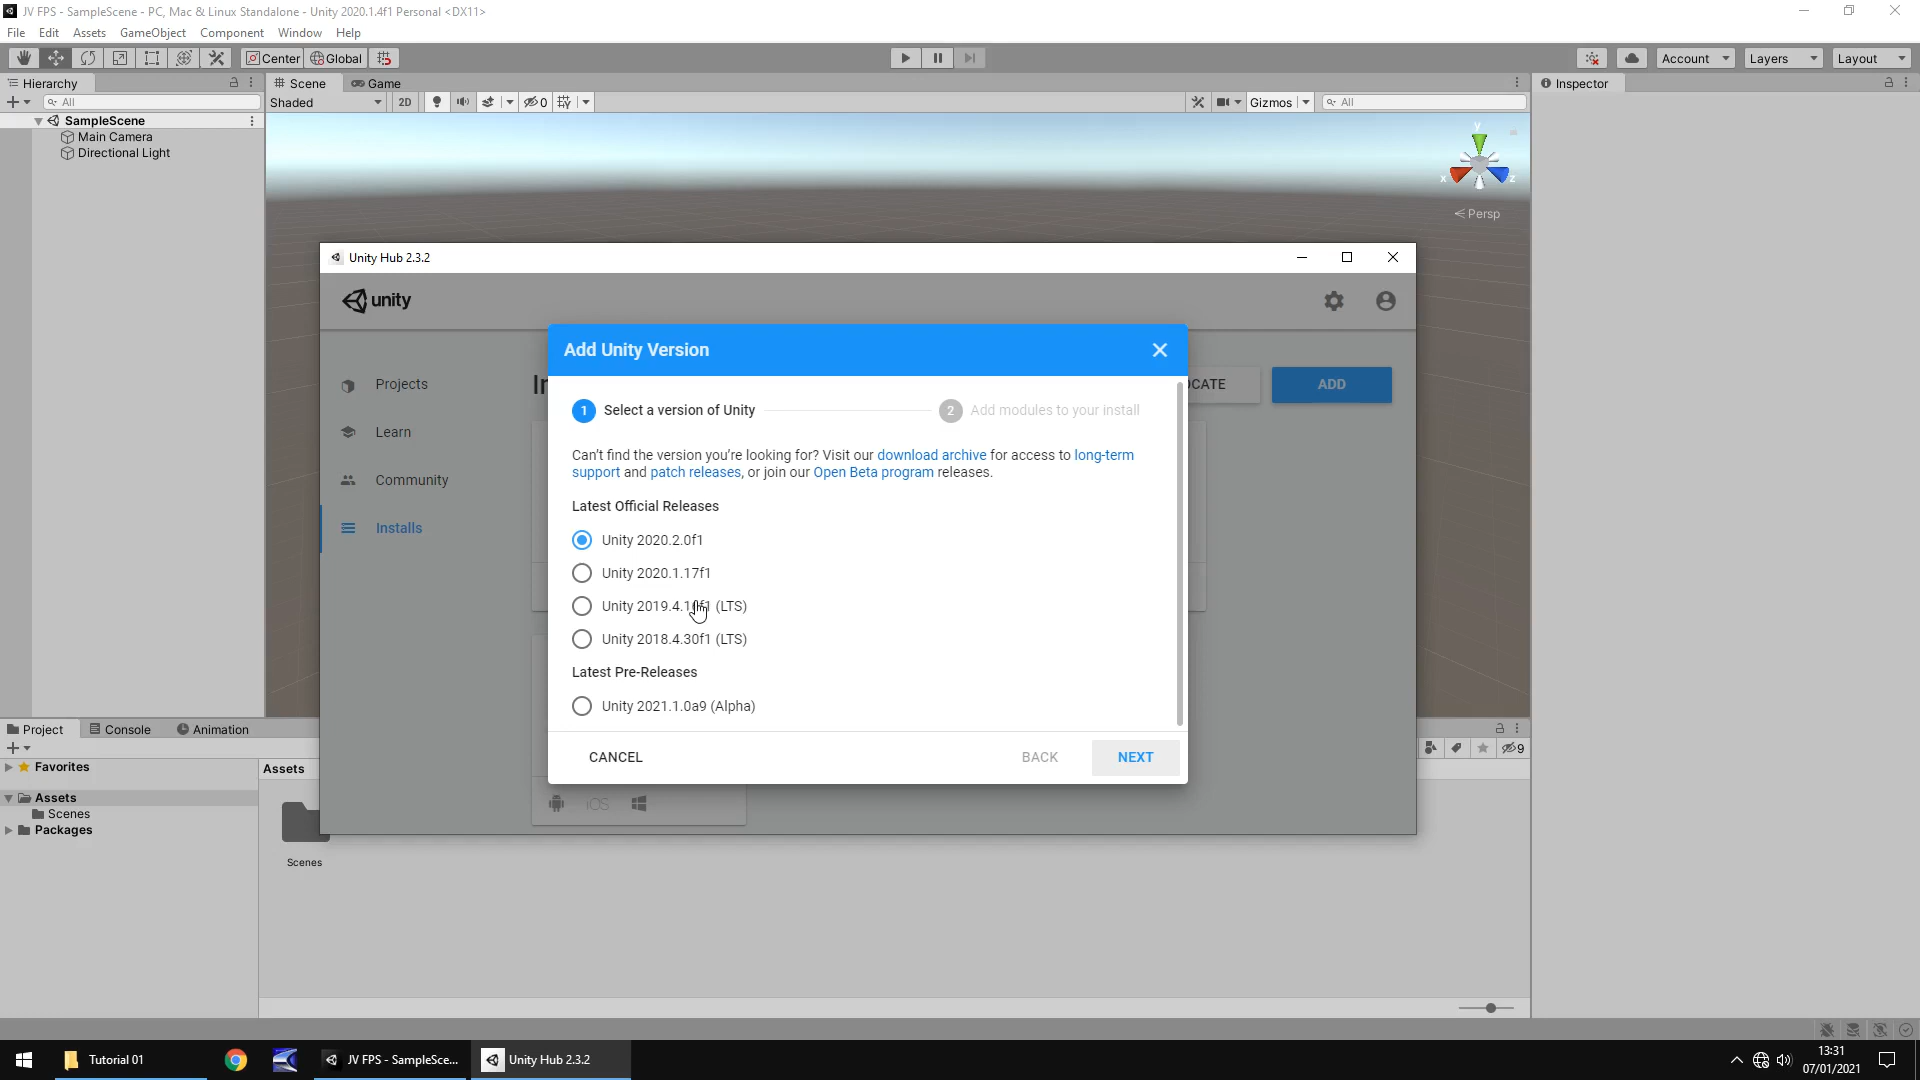 JV FPS - SampleScene - PC, Mac & Linux Standalone - Unity 2020.1.4f1 Personal <DX11>
File Edit Assets GameObject Component Window Help
Center Global Account Layers Layout
Hierarchy Scene Game Inspector
All Shaded 2D 0 Gizmos All
SampleScene
Main Camera
Directional Light
y
x z
Persp
Unity Hub 2.3.2
unity
Add Unity Version
Projects
CATE ADD
1 Select a version of Unity 2 Add modules to your install
Learn
Can't find the version you're looking for? Visit our download archive for access to long-term
support and patch releases, or join our Open Beta program releases.
Community
Latest Official Releases
Installs
Unity 2020.2.0f1
Unity 2020.1.17f1
Unity (LTS)
Unity 2018.4.30f1 (LTS)
Latest Pre-Releases
Unity 2021.1.0a9 (Alpha)
CANCEL BACK NEXT
iOS
Project Console Animation
9
Favorites
Assets
Assets
Scenes
Packages
Scenes
Tutorial 01 JV FPS - SampleSce... Unity Hub 2.3.2
13:31
07/01/2021